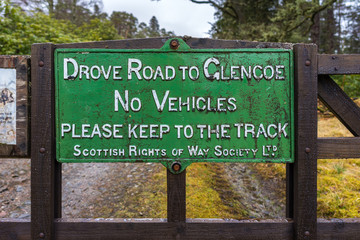 DROVE ROAD TO GLENCOE
NO VEHICLES
PLEASE KEEP TO THE TRACK
SCOTTISH RIGHTS OF WAY SOCIETY LTD